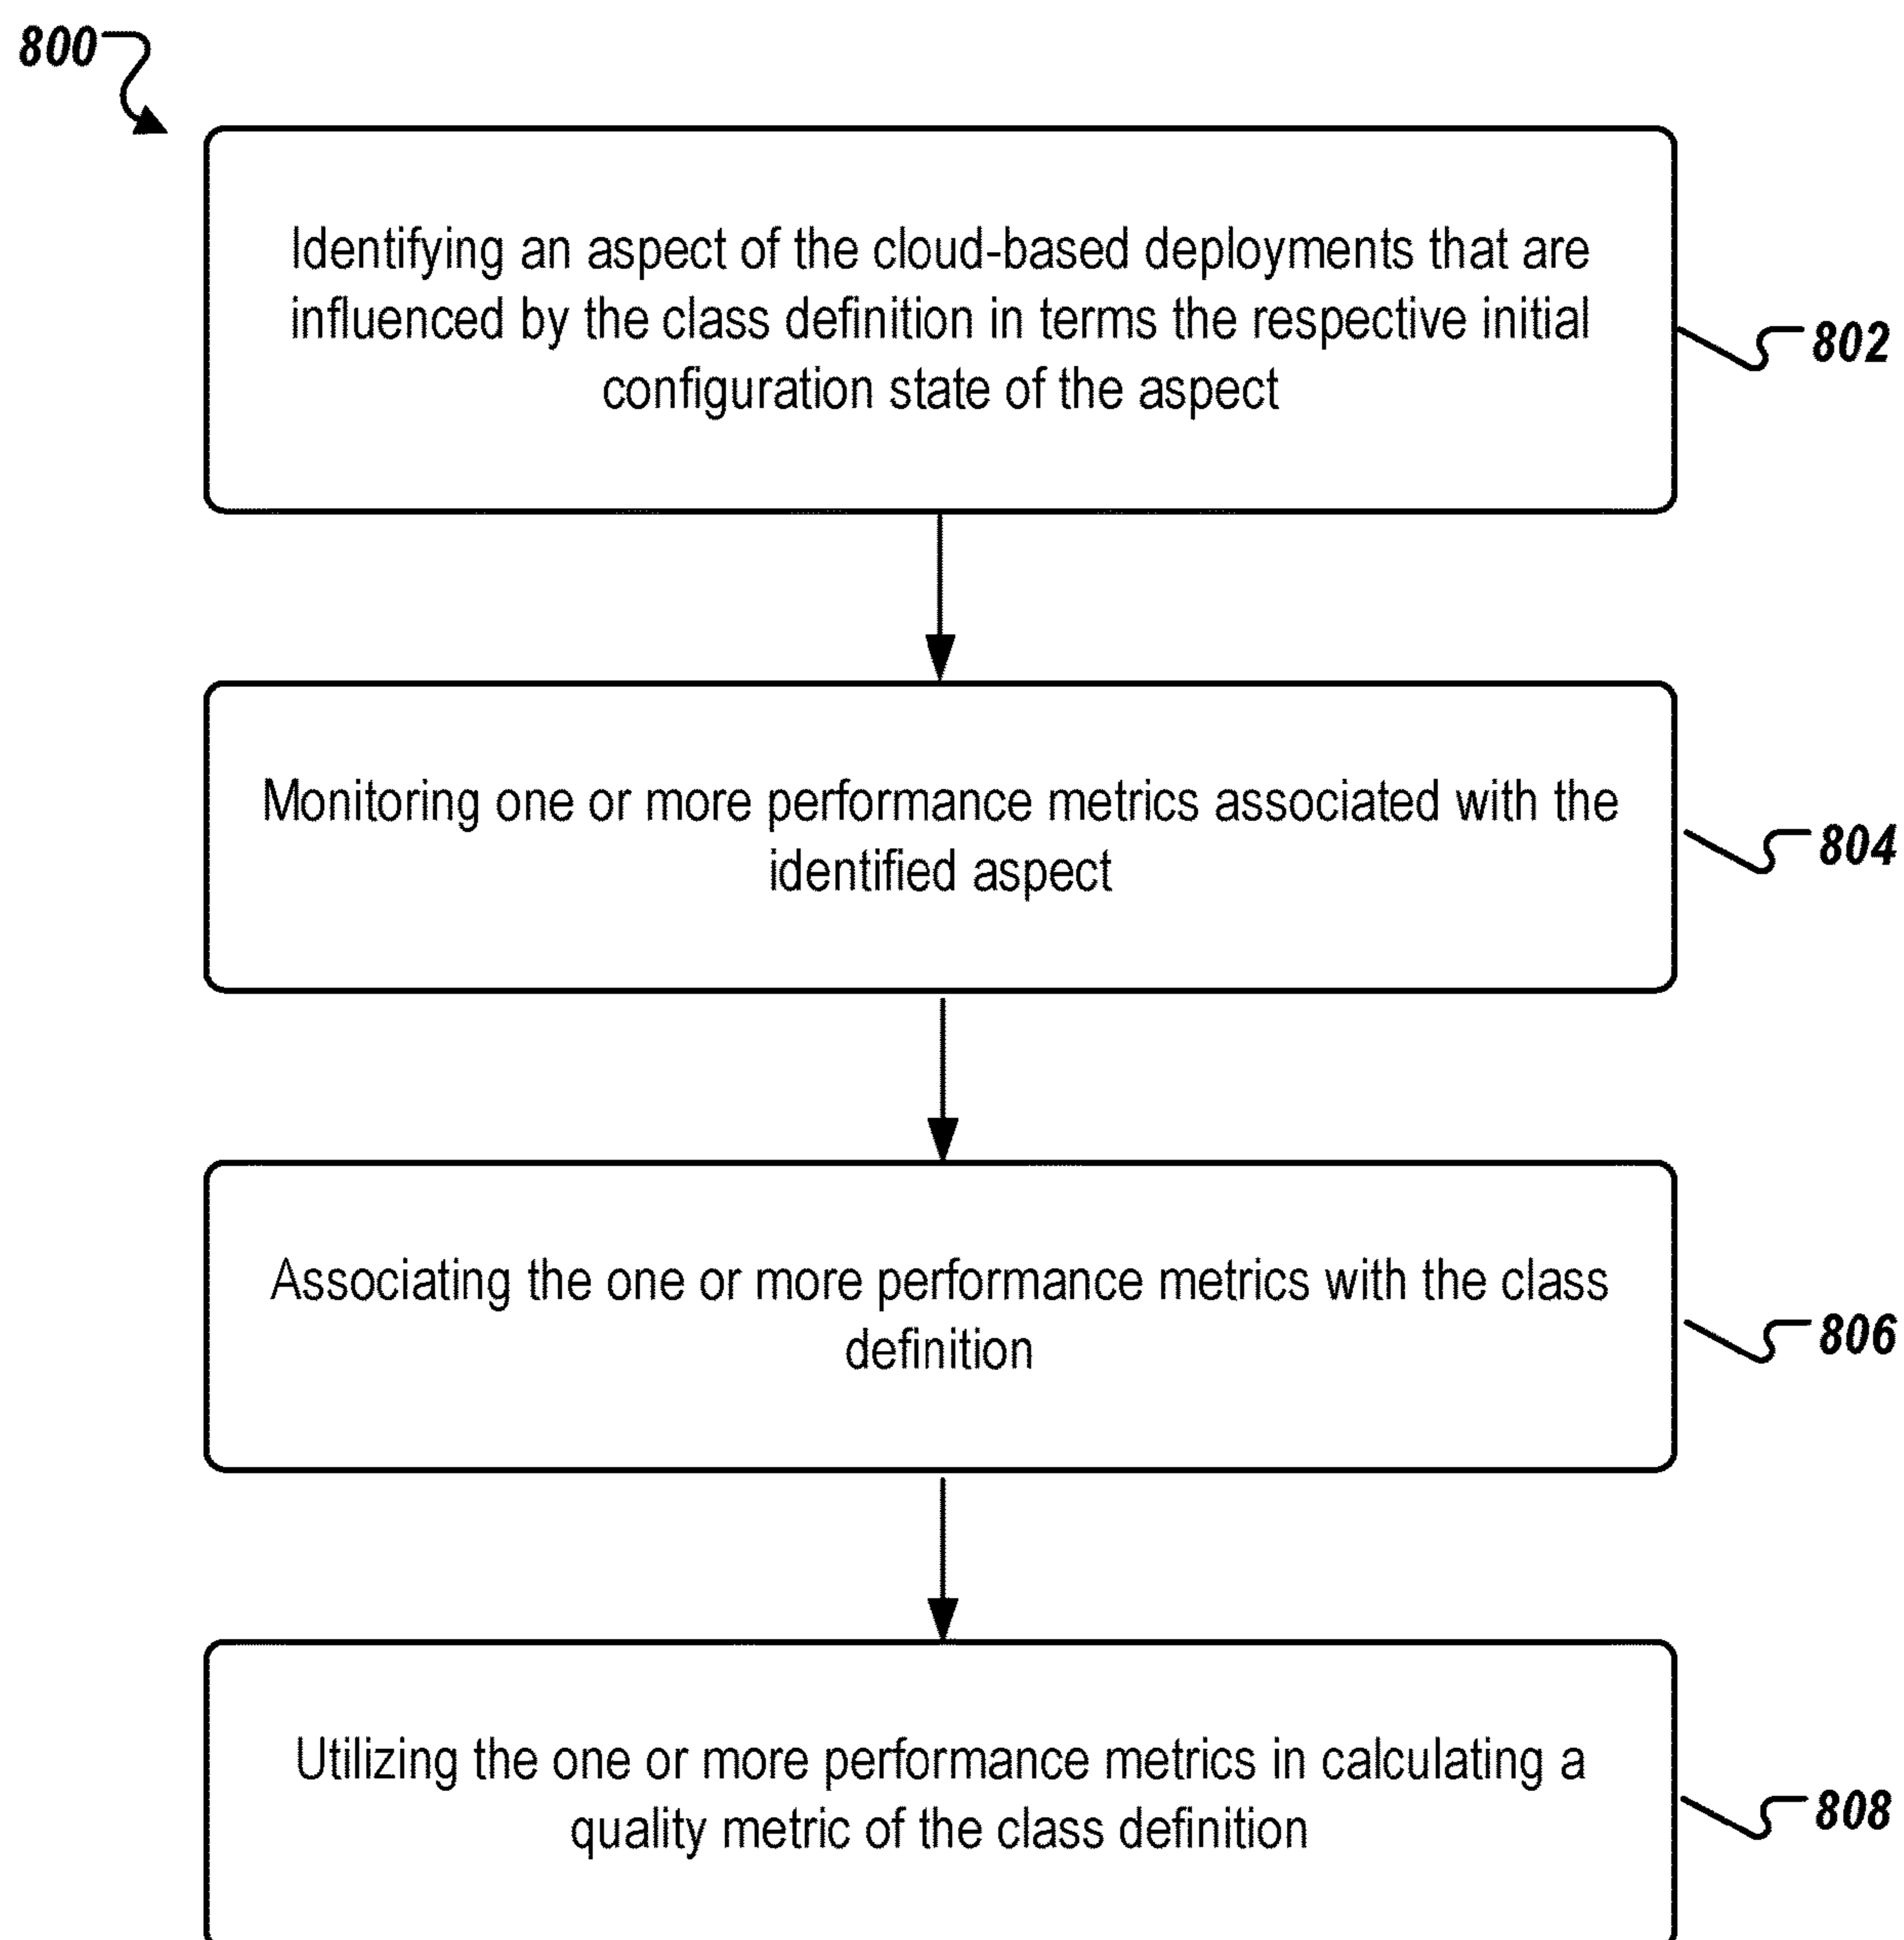 800
Identifying an aspect of the cloud-based deployments that are
influenced by the class definition in terms the respective initial
configuration state of the aspect
802
Monitoring one or more performance metrics associated with the
identified aspect
804
Associating the one or more performance metrics with the class
definition
806
Utilizing the one or more performance metrics in calculating a
quality metric of the class definition
808